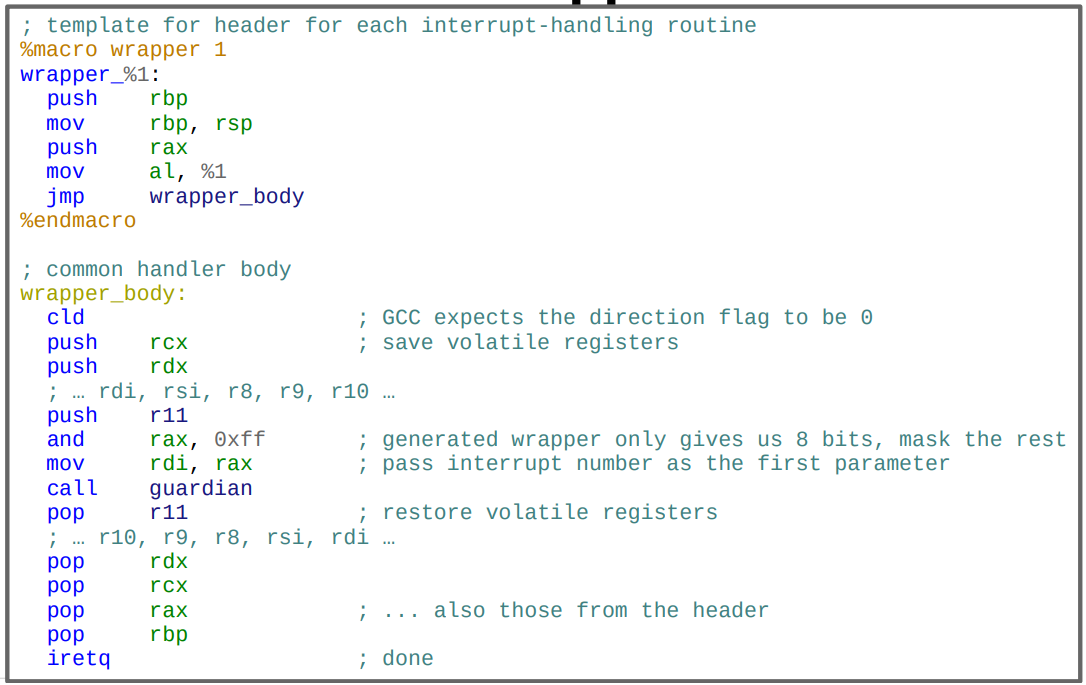 ; template for header for each interrupt-handling routine
%macro wrapper 1
wrapper_%1:
  push    rbp
  mov     rbp, rsp
  push    rax
  mov     al, %1
  jmp     wrapper_body
%endmacro

; common handler body
wrapper_body:
  cld                     ; GCC expects the direction flag to be 0
  push    rcx             ; save volatile registers
  push    rdx
  ; … rdi, rsi, r8, r9, r10 …
  push    r11
  and     rax, 0xff       ; generated wrapper only gives us 8 bits, mask the rest
  mov     rdi, rax        ; pass interrupt number as the first parameter
  call    guardian
  pop     r11             ; restore volatile registers
  ; … r10, r9, r8, rsi, rdi …
  pop     rdx
  pop     rcx
  pop     rax             ; ... also those from the header
  pop     rbp
  iretq                   ; done